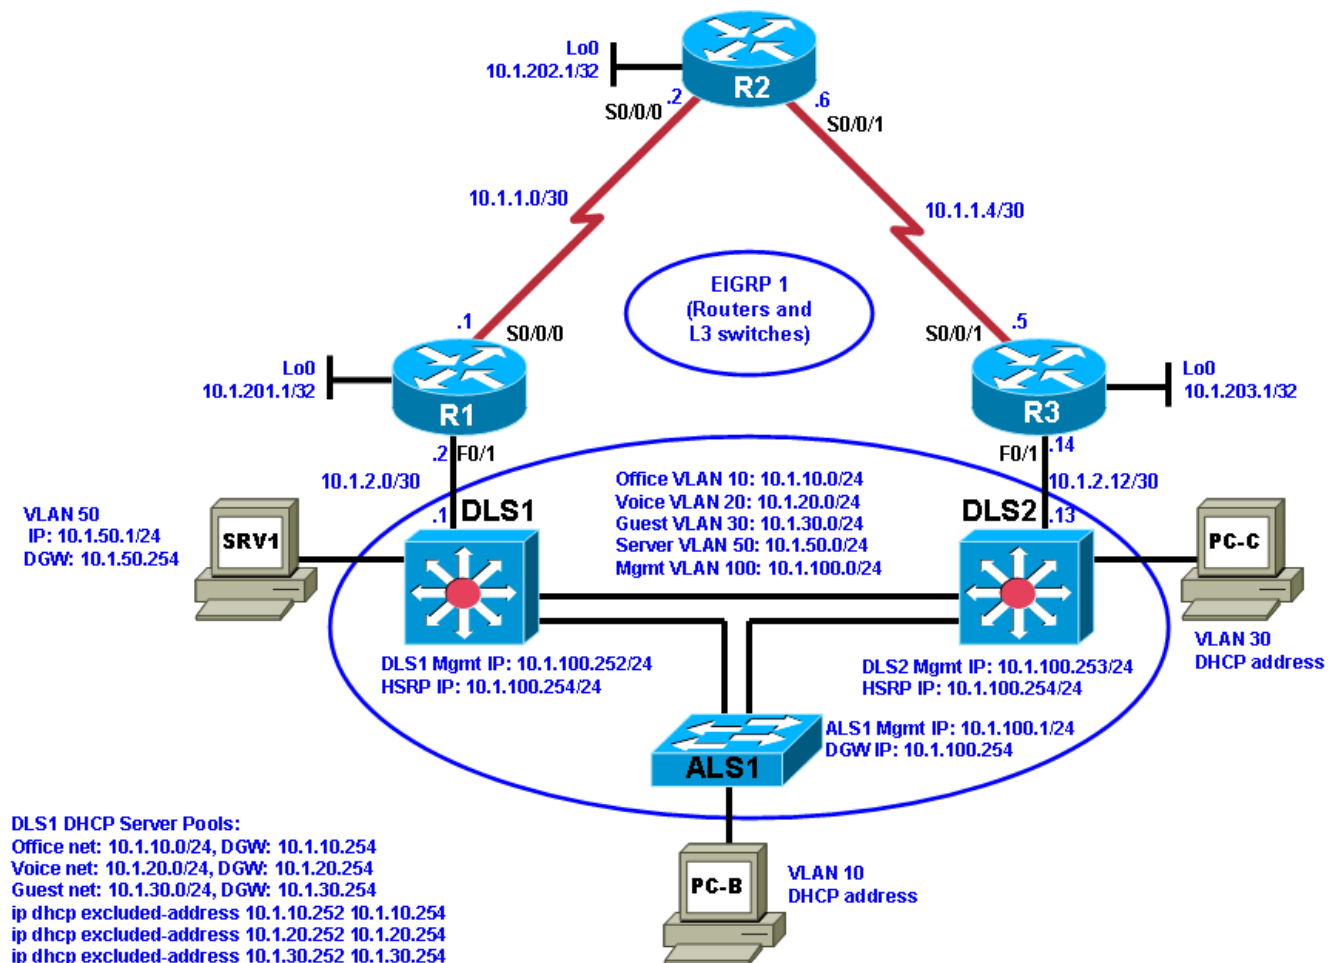 Lo0
10.1.202.1/32
R2
.2
.6
S0/0/0
S0/0/1
10.1.1.0/30
10.1.1.4/30
EIGRP 1
(Routers and
L3 switches)
.1
S0/0/0
.5
S0/0/1
Lo0
10.1.201.1/32
R1
R3
Lo0
10.1.203.1/32
.2
F0/1
F0/1
.14
10.1.2.0/30
10.1.2.12/30
Office VLAN 10: 10.1.10.0/24
Voice VLAN 20: 10.1.20.0/24
Guest VLAN 30: 10.1.30.0/24
Server VLAN 50: 10.1.50.0/24
Mgmt VLAN 100: 10.1.100.0/24
VLAN 50
IP: 10.1.50.1/24
DGW: 10.1.50.254
SRV1
.1
DLS1
DLS2
.13
PC-C
VLAN 30
DHCP address
DLS1 Mgmt IP: 10.1.100.252/24
HSRP IP: 10.1.100.254/24
DLS2 Mgmt IP: 10.1.100.253/24
HSRP IP: 10.1.100.254/24
ALS1 Mgmt IP: 10.1.100.1/24
DGW IP: 10.1.100.254
ALS1
DLS1 DHCP Server Pools:
Office net: 10.1.10.0/24, DGW: 10.1.10.254
Voice net: 10.1.20.0/24, DGW: 10.1.20.254
Guest net: 10.1.30.0/24, DGW: 10.1.30.254
ip dhcp excluded-address 10.1.10.252 10.1.10.254
ip dhcp excluded-address 10.1.20.252 10.1.20.254
ip dhcp excluded-address 10.1.30.252 10.1.30.254
PC-B
VLAN 10
DHCP address